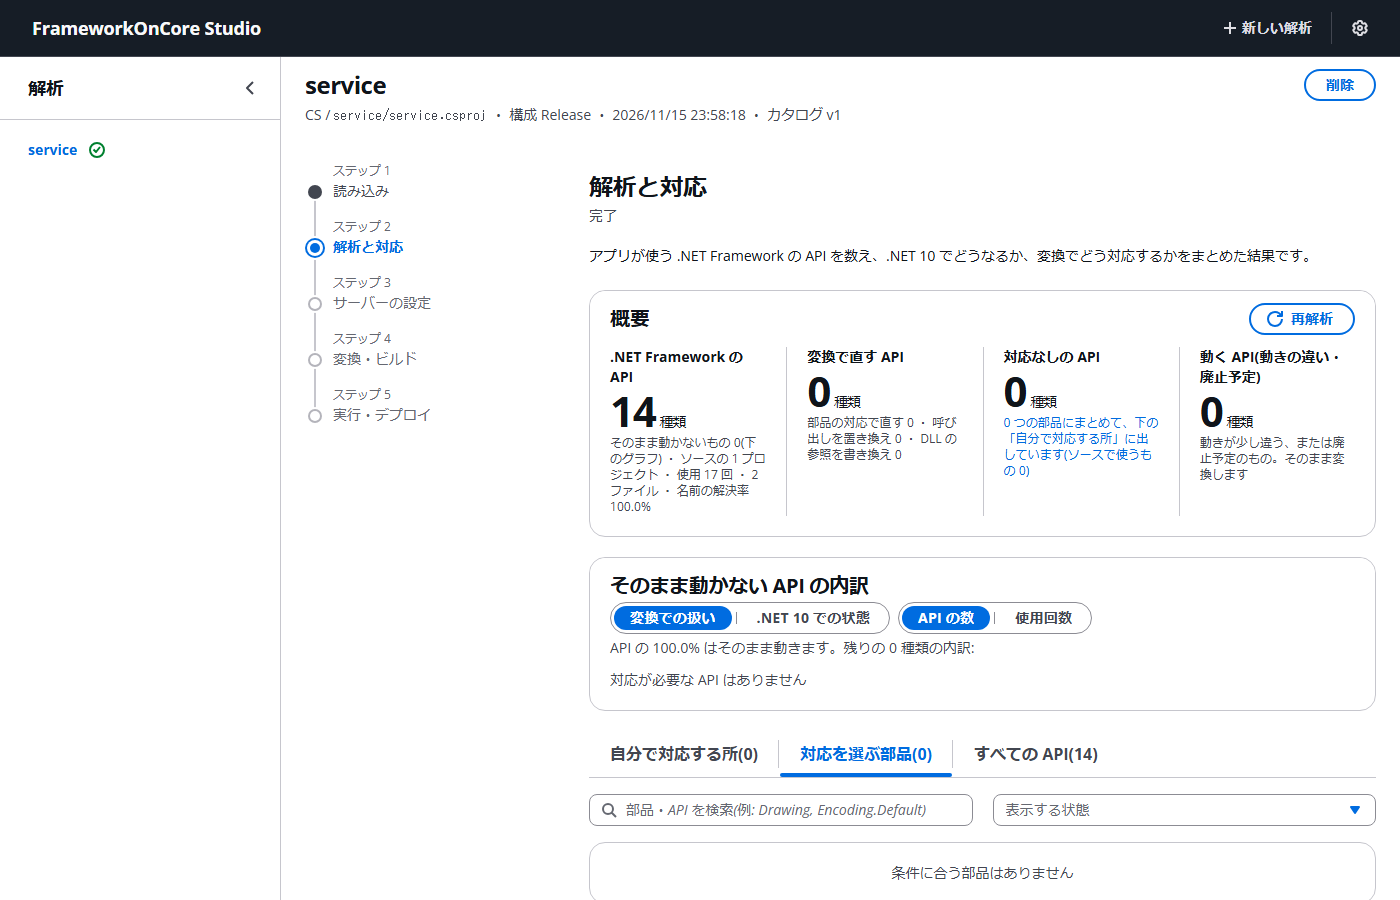 FrameworkOnCore Studio
新しい解析
解析
service
service
削除
CS / service/service.csproj ・ 構成 Release ・ 2026/11/15 23:58:18 ・ カタログ v1
ステップ 1
読み込み
ステップ 2
解析と対応
ステップ 3
サーバーの設定
ステップ 4
変換・ビルド
ステップ 5
実行・デプロイ
解析と対応
完了
アプリが使う .NET Framework の API を数え、.NET 10 でどうなるか、変換でどう対応するかをまとめた結果です。
概要
再解析
.NET Framework の
API
14 種類
そのまま動かないもの 0(下
のグラフ) ・ ソースの 1 プロ
ジェクト ・ 使用 17 回 ・ 2
ファイル ・ 名前の解決率
100.0%
変換で直す API
0 種類
部品の対応で直す 0 ・ 呼び
出しを置き換え 0 ・ DLL の
参照を書き換え 0
対応なしの API
0 種類
0 つの部品にまとめて、下の
「自分で対応する所」に出
しています(ソースで使うも
の 0)
動く API(動きの違い・
廃止予定)
0 種類
動きが少し違う、または廃
止予定のもの。そのまま変
換します
そのまま動かない API の内訳
変換での扱い
.NET 10 での状態
API の数
使用回数
API の 100.0% はそのまま動きます。残りの 0 種類の内訳:
対応が必要な API はありません
自分で対応する所(0)
対応を選ぶ部品(0)
すべての API(14)
部品・API を検索(例: Drawing, Encoding.Default)
表示する状態
条件に合う部品はありません